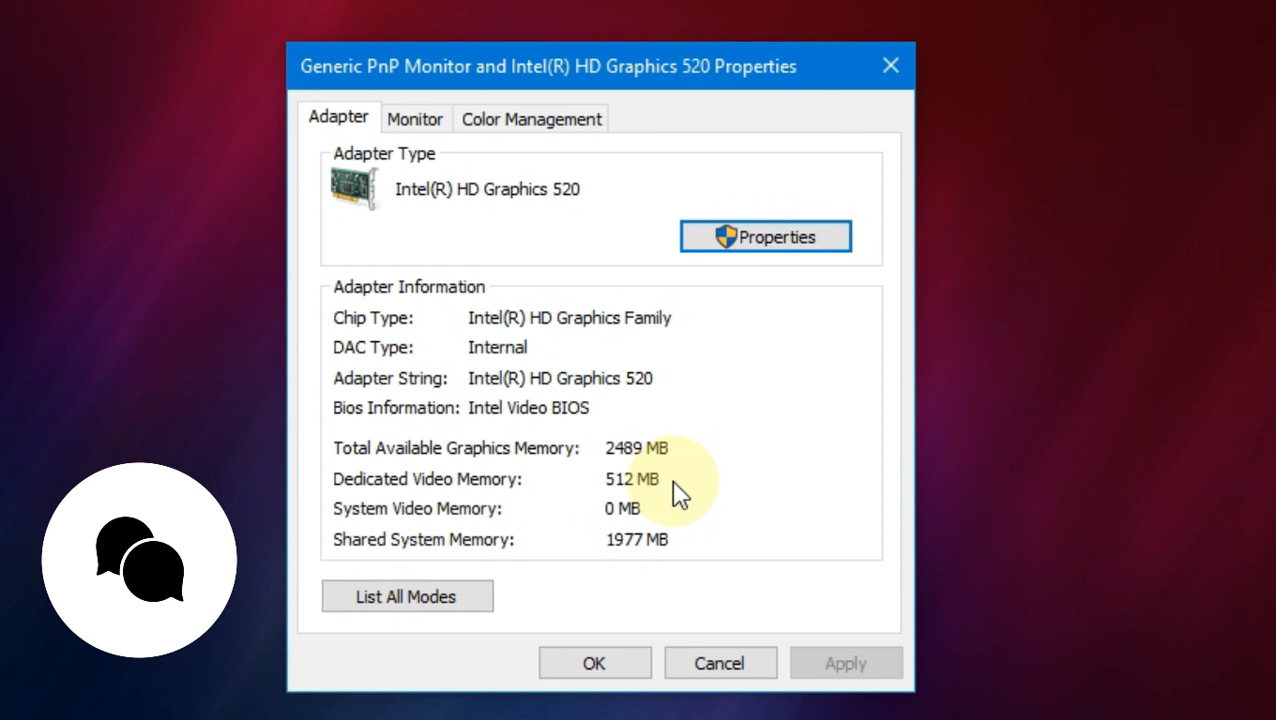 Generic PnP Monitor and Intel(R) HD Graphics 520 Properties
Adapter Monitor Color Management
Adapter Type
Intel(R) HD Graphics 520
Properties
Adapter Information
Chip Type: Intel(R) HD Graphics Family
DAC Type: Internal
Adapter String: Intel(R) HD Graphics 520
Bios Information: Intel Video BIOS
Total Available Graphics Memory: 2489 MB
Dedicated Video Memory: 512 MB
System Video Memory: 0 MB
Shared System Memory: 1977 MB
List All Modes
OK Cancel Apply